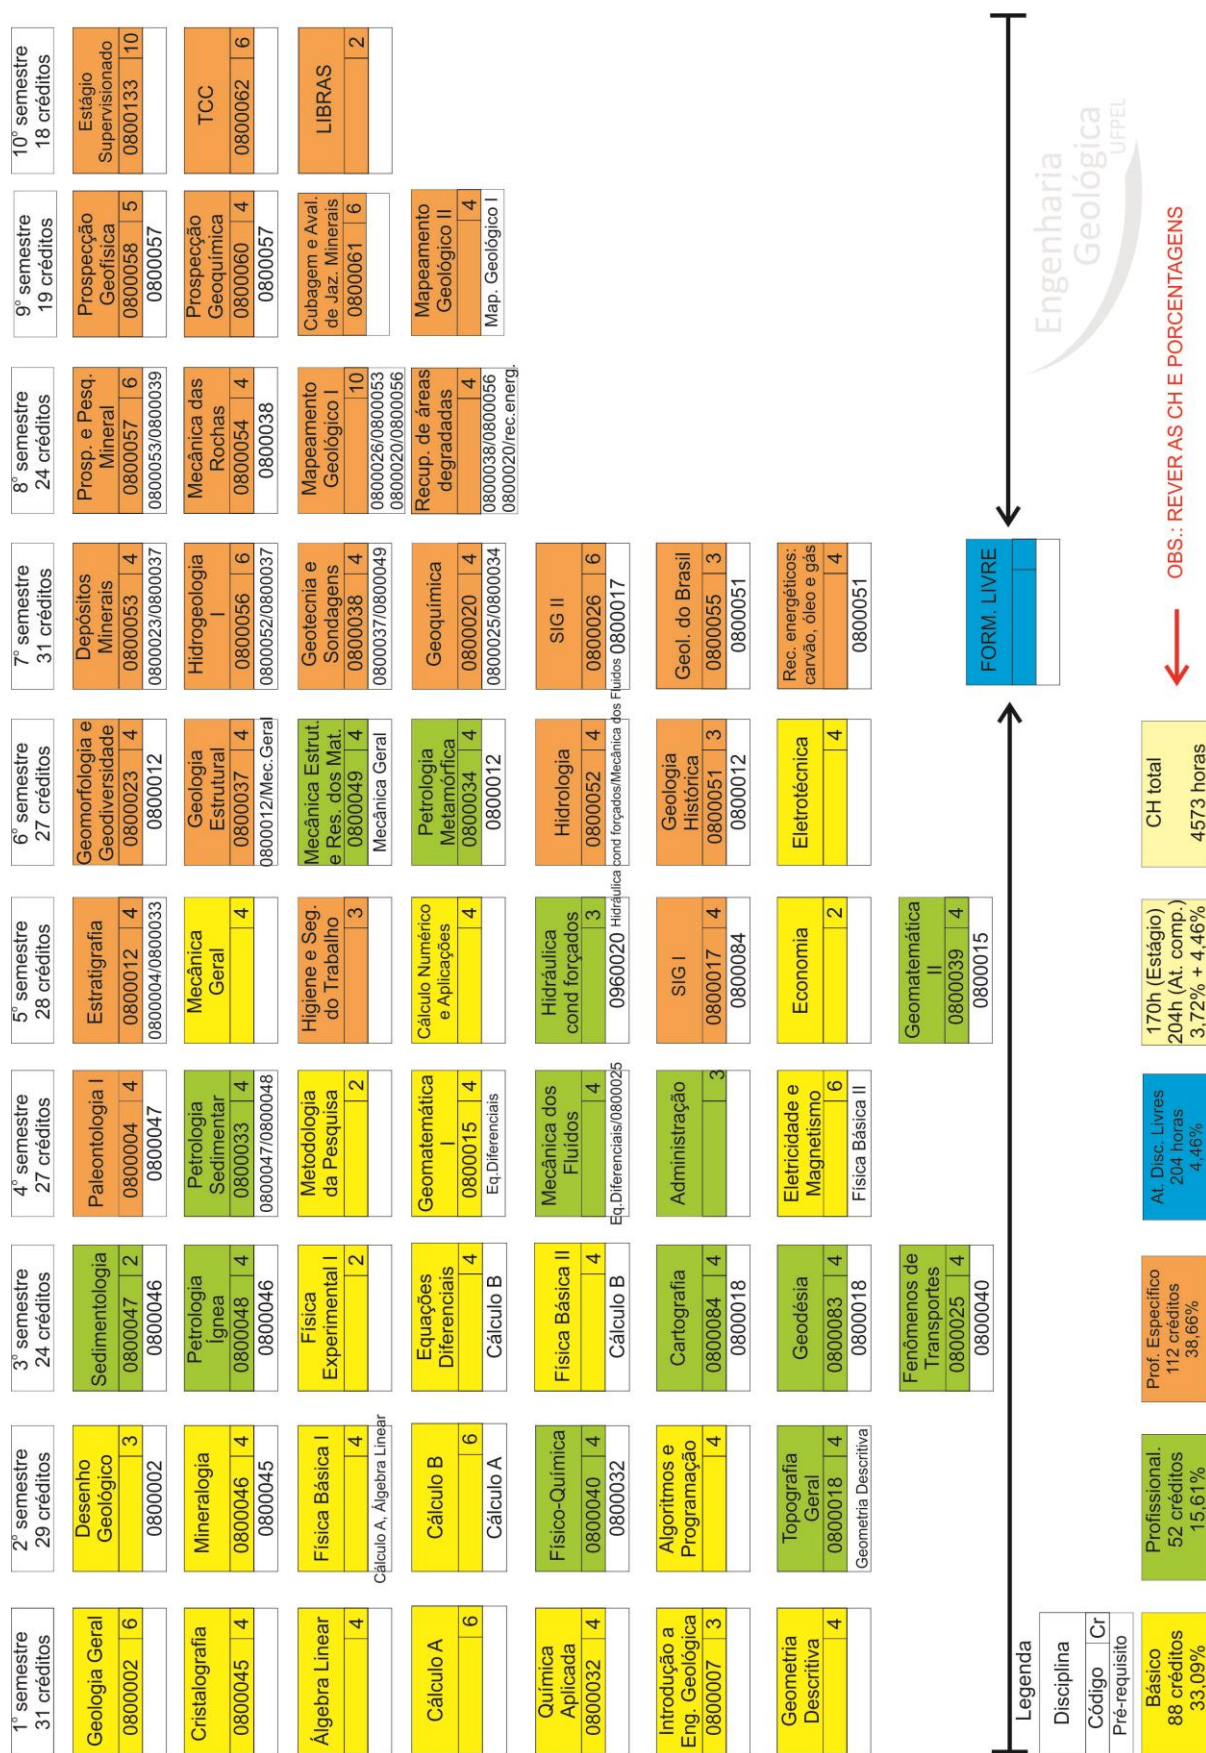 1° semestre
31 créditos
Geologia Geral
0800002 6
Cristalografia
0800045 4
Álgebra Linear
4
Cálculo A
6
Química
Aplicada
0800032 4
Introdução a
Eng. Geológica
0800007 3
Geometria
Descritiva
4
2° semestre
29 créditos
Desenho
Geológico
3
0800002
Mineralogia
0800046 4
0800045
Física Básica I
4
Cálculo A, Álgebra Linear
Cálculo B
6
Cálculo A
Físico-Química
0800040 4
0800032
Algoritmos e
Programação
4
Topografia
Geral
0800018 4
Geometria Descritiva
3° semestre
24 créditos
Sedimentologia
0800047 2
0800046
Petrologia
Ígnea
0800048 4
0800046
Física
Experimental I
2
Equações
Diferenciais
4
Cálculo B
Física Básica II
4
Cálculo B
Cartografia
0800084 4
0800018
Geodésia
0800083 4
0800018
Fenômenos de
Transportes
0800025 4
0800040
4° semestre
27 créditos
Paleontologia I
0800004 4
0800047
Petrologia
Sedimentar
0800033 4
0800047/0800048
Metodologia
da Pesquisa
2
Geomatemática
I
0800015 4
Eq.Diferenciais
Mecânica dos
Fluídos
4
Eq.Diferenciais/0800025
Administração
3
Eletricidade e
Magnetismo
6
Física Básica II
5° semestre
28 créditos
Estratigrafia
0800012 4
0800004/0800033
Mecânica
Geral
4
Higiene e Seg.
do Trabalho
3
Cálculo Numérico
e Aplicações
4
Hidráulica
cond forçados
3
0960020
SIG I
0800017 4
0800084
Economia
2
Geomatemática
II
0800039 4
0800015
6° semestre
27 créditos
Geomorfologia e
Geodiversidade
0800023 4
0800012
Geologia
Estrutural
0800037 4
0800012/Mec.Geral
Mecânica Estrut.
e Res. dos Mat.
0800049 4
Mecânica Geral
Petrologia
Metamórfica
0800034 4
0800012
Hidrologia
0800052 4
Hidráulica cond forçados/Mecânica dos Fluidos
Geologia
Histórica
0800051 3
0800012
Eletrotécnica
4
7° semestre
31 créditos
Depósitos
Minerais
0800053 4
0800023/0800037
Hidrogeologia
I
0800056 6
0800052/0800037
Geotecnia e
Sondagens
0800038 4
0800037/0800049
Geoquímica
0800020 4
0800025/0800034
SIG II
0800026 6
0800017
Geol. do Brasil
0800055 3
0800051
Rec. energéticos:
carvão, óleo e gás
4
0800051
8° semestre
24 créditos
Prosp. e Pesq.
Mineral
0800057 6
0800053/0800039
Mecânica das
Rochas
0800054 4
0800038
Mapeamento
Geológico I
10
0800026/0800053
0800020/0800056
Recup. de áreas
degradadas
4
0800038/0800056
0800020/rec.energ.
9° semestre
19 créditos
Prospecção
Geofísica
0800058 5
0800057
Prospecção
Geoquímica
0800060 4
0800057
Cubagem e Aval.
de Jaz. Minerais
0800061 6
Mapeamento
Geológico II
4
Map. Geológico I
10° semestre
18 créditos
Estágio
Supervisionado
0800133 10
TCC
0800062 6
LIBRAS
2
FORM. LIVRE
Engenharia
Geológica
UFPEL
Legenda
Disciplina
Código Cr
Pré-requisito
Básico
88 créditos
33,09%
Profissional.
52 créditos
15,61%
Prof. Específico
112 créditos
38,66%
At. Disc. Livres
204 horas
4,46%
170h (Estágio)
204h (At. comp.)
3,72% + 4,46%
CH total
4573 horas
OBS.: REVER AS CH E PORCENTAGENS